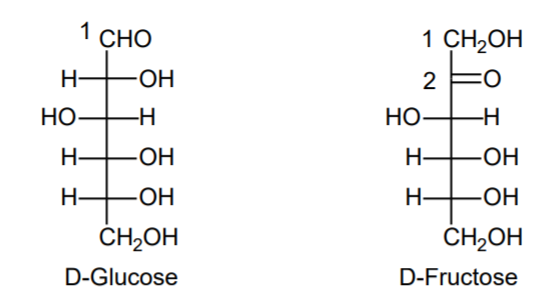 1 CHO
H OH
HO H
H OH
H OH
CH2OH
D-Glucose
1 CH2OH
2 O
HO H
H OH
H OH
CH2OH
D-Fructose